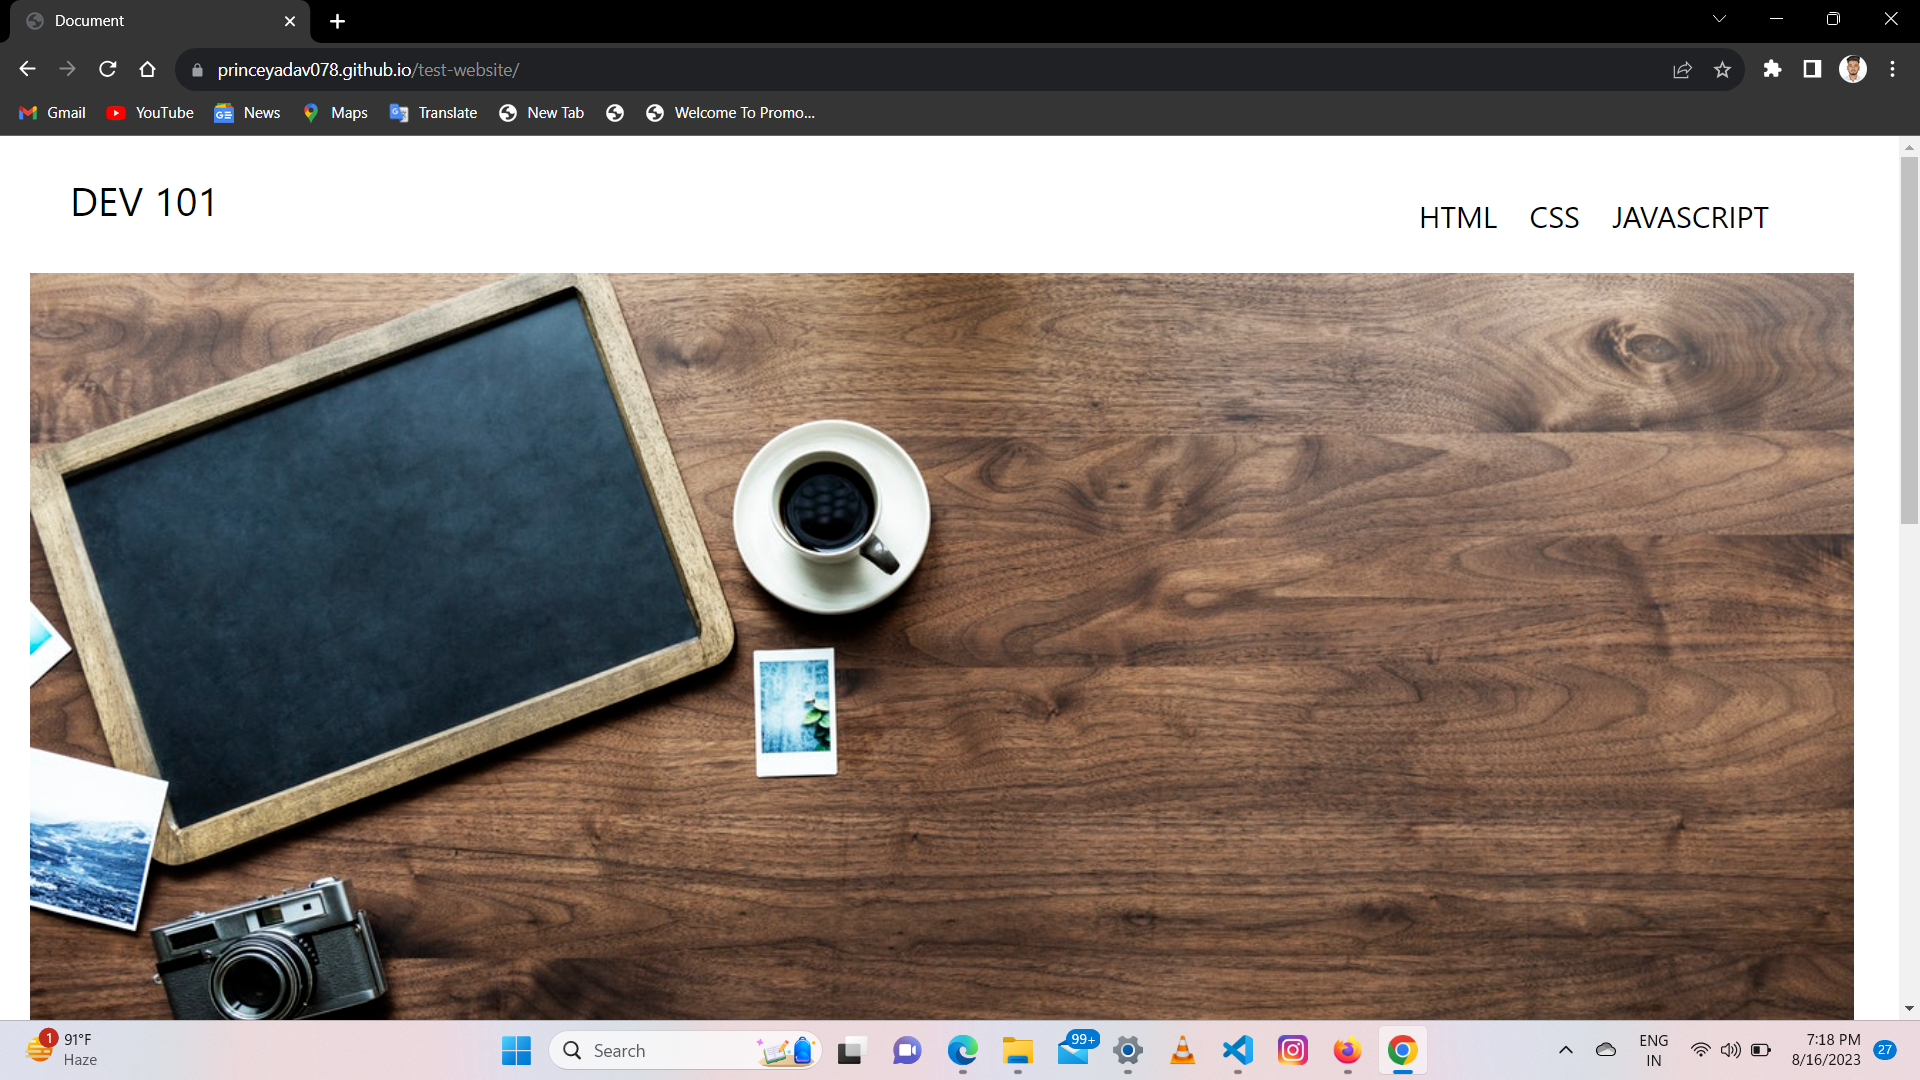 Document
princeyadav078.github.io/test-website/
Gmail YouTube News Maps Translate New Tab Welcome To Promo...
DEV 101
HTML CSS JAVASCRIPT
1
91°F
Haze
Search
99+
ENG
IN
7:18 PM
8/16/2023
27